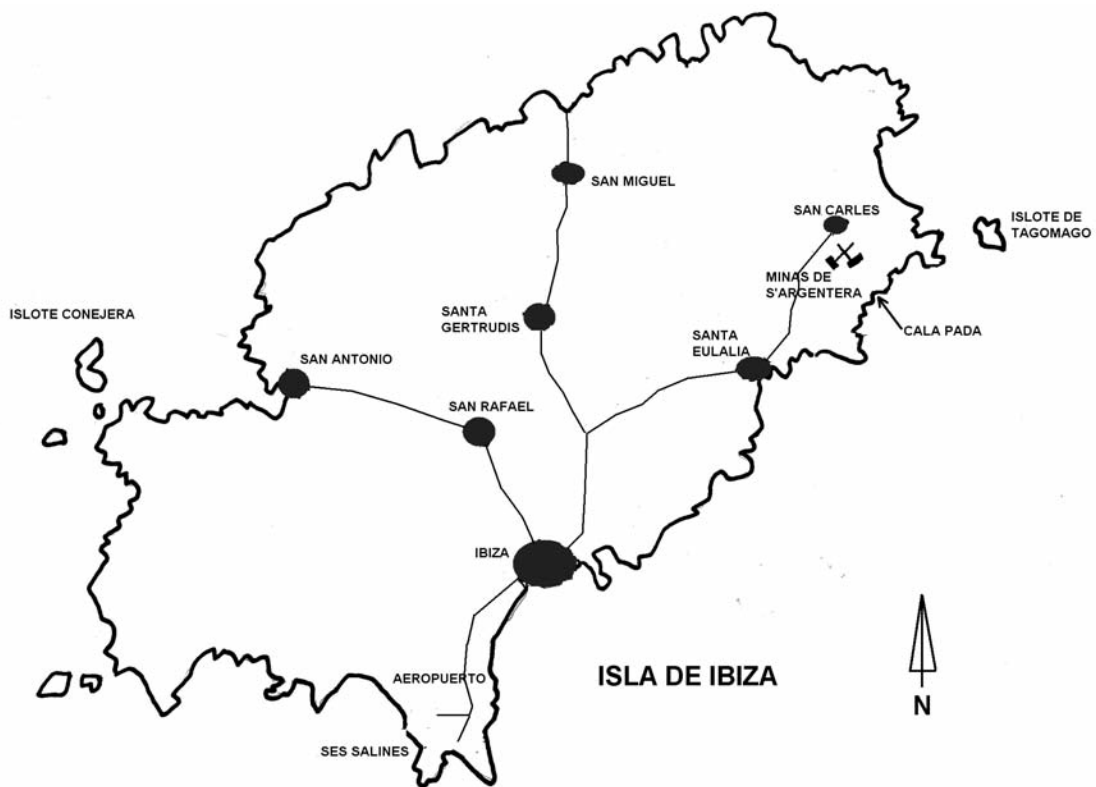 SAN MIGUEL
SAN CARLES
ISLOTE DE
TAGOMAGO
MINAS DE
S'ARGENTERA
ISLOTE CONEJERA
SANTA
GERTRUDIS
SANTA
EULALIA
CALA PADA
SAN ANTONIO
SAN RAFAEL
IBIZA
AEROPUERTO
ISLA DE IBIZA
N
SES SALINES